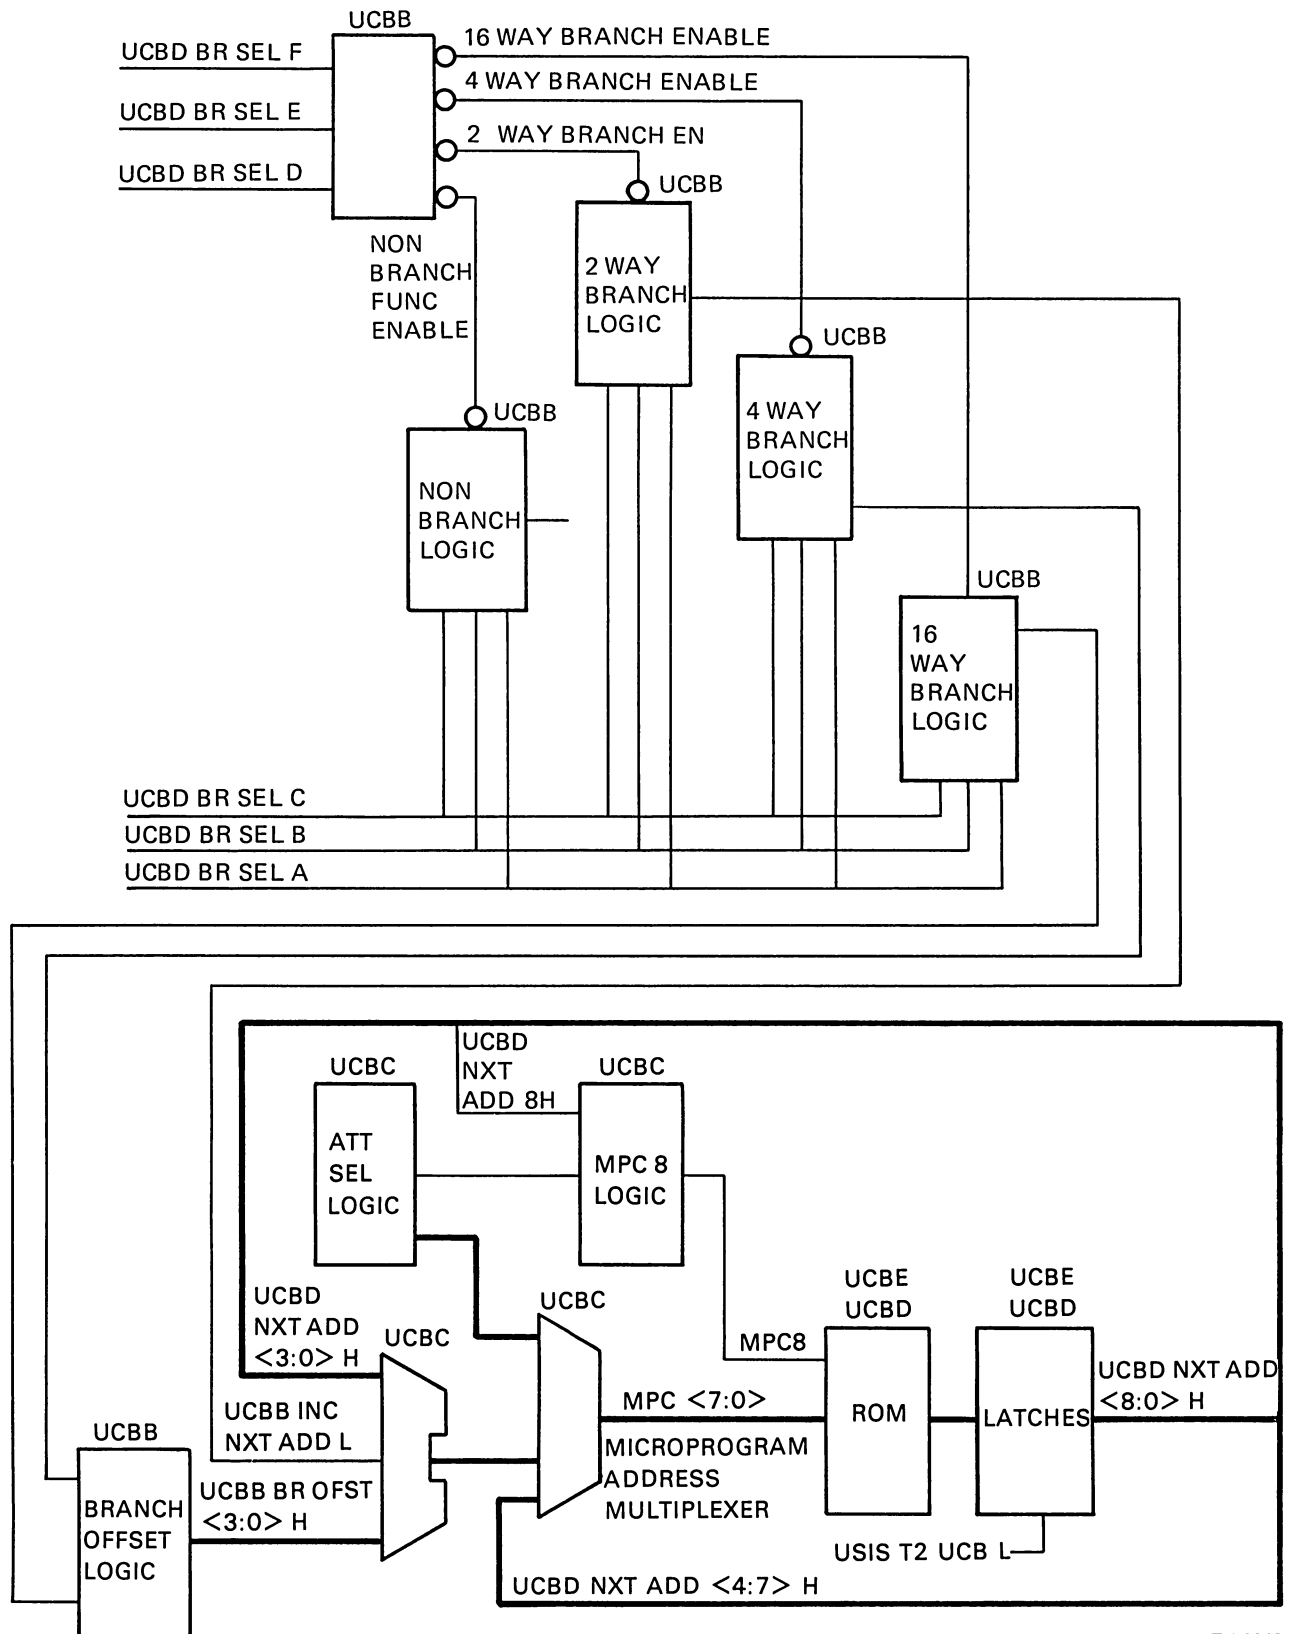 UCBB
16 WAY BRANCH ENABLE
UCBD BR SEL F
4 WAY BRANCH ENABLE
UCBD BR SEL E
2 WAY BRANCH EN
UCBD BR SEL D
UCBB
NON
BRANCH
FUNC
ENABLE
2 WAY
BRANCH
LOGIC
UCBB
4 WAY
BRANCH
LOGIC
UCBB
NON
BRANCH
LOGIC
UCBB
16
WAY
BRANCH
LOGIC
UCBD BR SEL C
UCBD BR SEL B
UCBD BR SEL A
UCBD
NXT
ADD 8H
UCBC
ATT
SEL
LOGIC
UCBC
MPC 8
LOGIC
UCBD
NXT ADD
<3:0> H
UCBC
UCBC
UCBE
UCBD
UCBE
UCBD
MPC8
UCBD NXT ADD
<8:0> H
MPC <7:0>
ROM
LATCHES
UCBB INC
NXT ADD L
MICROPROGRAM
ADDRESS
MULTIPLEXER
UCBB
BRANCH
OFFSET
LOGIC
UCBB BR OFST
<3:0> H
USIS T2 UCB L
UCBD NXT ADD <4:7> H